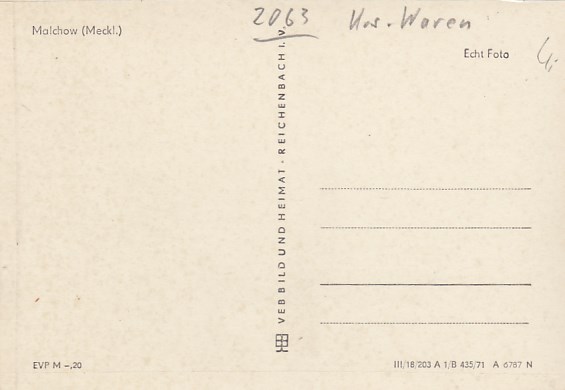 2063 Krs. Waren
Malchow (Meckl.)
Echt Foto
4,-
VEB BILD UND HEIMAT · REICHENBACH I. V.
EVP M –,20
III/18/203 A 1/B 435/71 A 6787 N